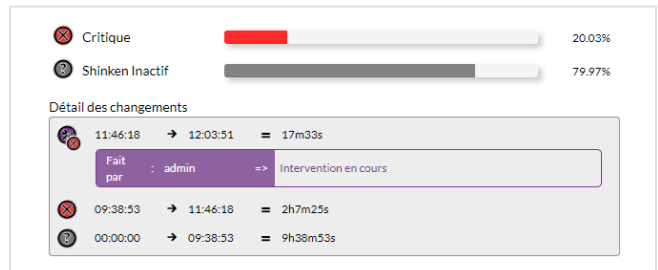 Critique 20.03%
Shinken Inactif 79.97%
Détail des changements
11:46:18 → 12:03:51 = 17m33s
Fait par : admin => Intervention en cours
09:38:53 → 11:46:18 = 2h7m25s
00:00:00 → 09:38:53 = 9h38m53s